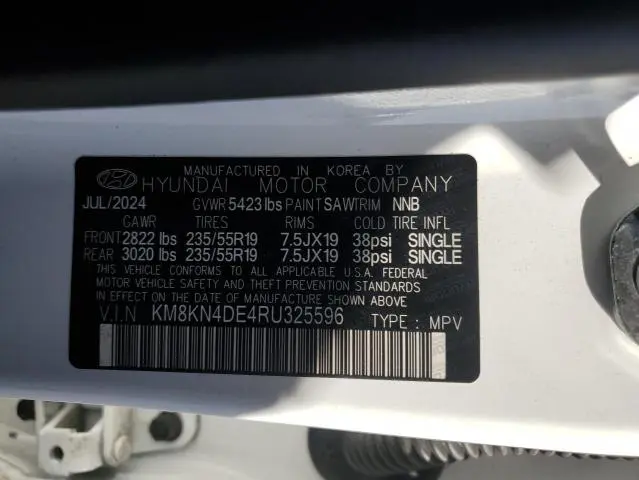 MANUFACTURED IN KOREA BY
HYUNDAI MOTOR COMPANY
JUL/2024 GVWR 5423 lbs PAINT SAW TRIM NNB
GAWR TIRES RIMS COLD TIRE INFL
FRONT 2822 lbs 235/55R19 7.5JX19 38psi SINGLE
REAR 3020 lbs 235/55R19 7.5JX19 38psi SINGLE
THIS VEHICLE CONFORMS TO ALL APPLICABLE U.S.A. FEDERAL
MOTOR VEHICLE SAFETY AND THEFT PREVENTION STANDARDS
IN EFFECT ON THE DATE OF MANUFACTURE SHOWN ABOVE.
V.I.N KM8KN4DE4RU325596 TYPE : MPV